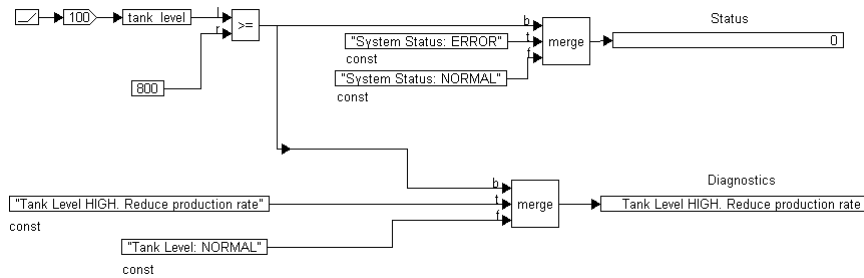 Status
100 tank_level l >= b
"System Status: ERROR" t merge 0
r const
800 "System Status: NORMAL" f
const
Diagnostics
b
"Tank Level HIGH. Reduce production rate" t merge Tank Level HIGH. Reduce production rate
const f
"Tank Level: NORMAL"
const